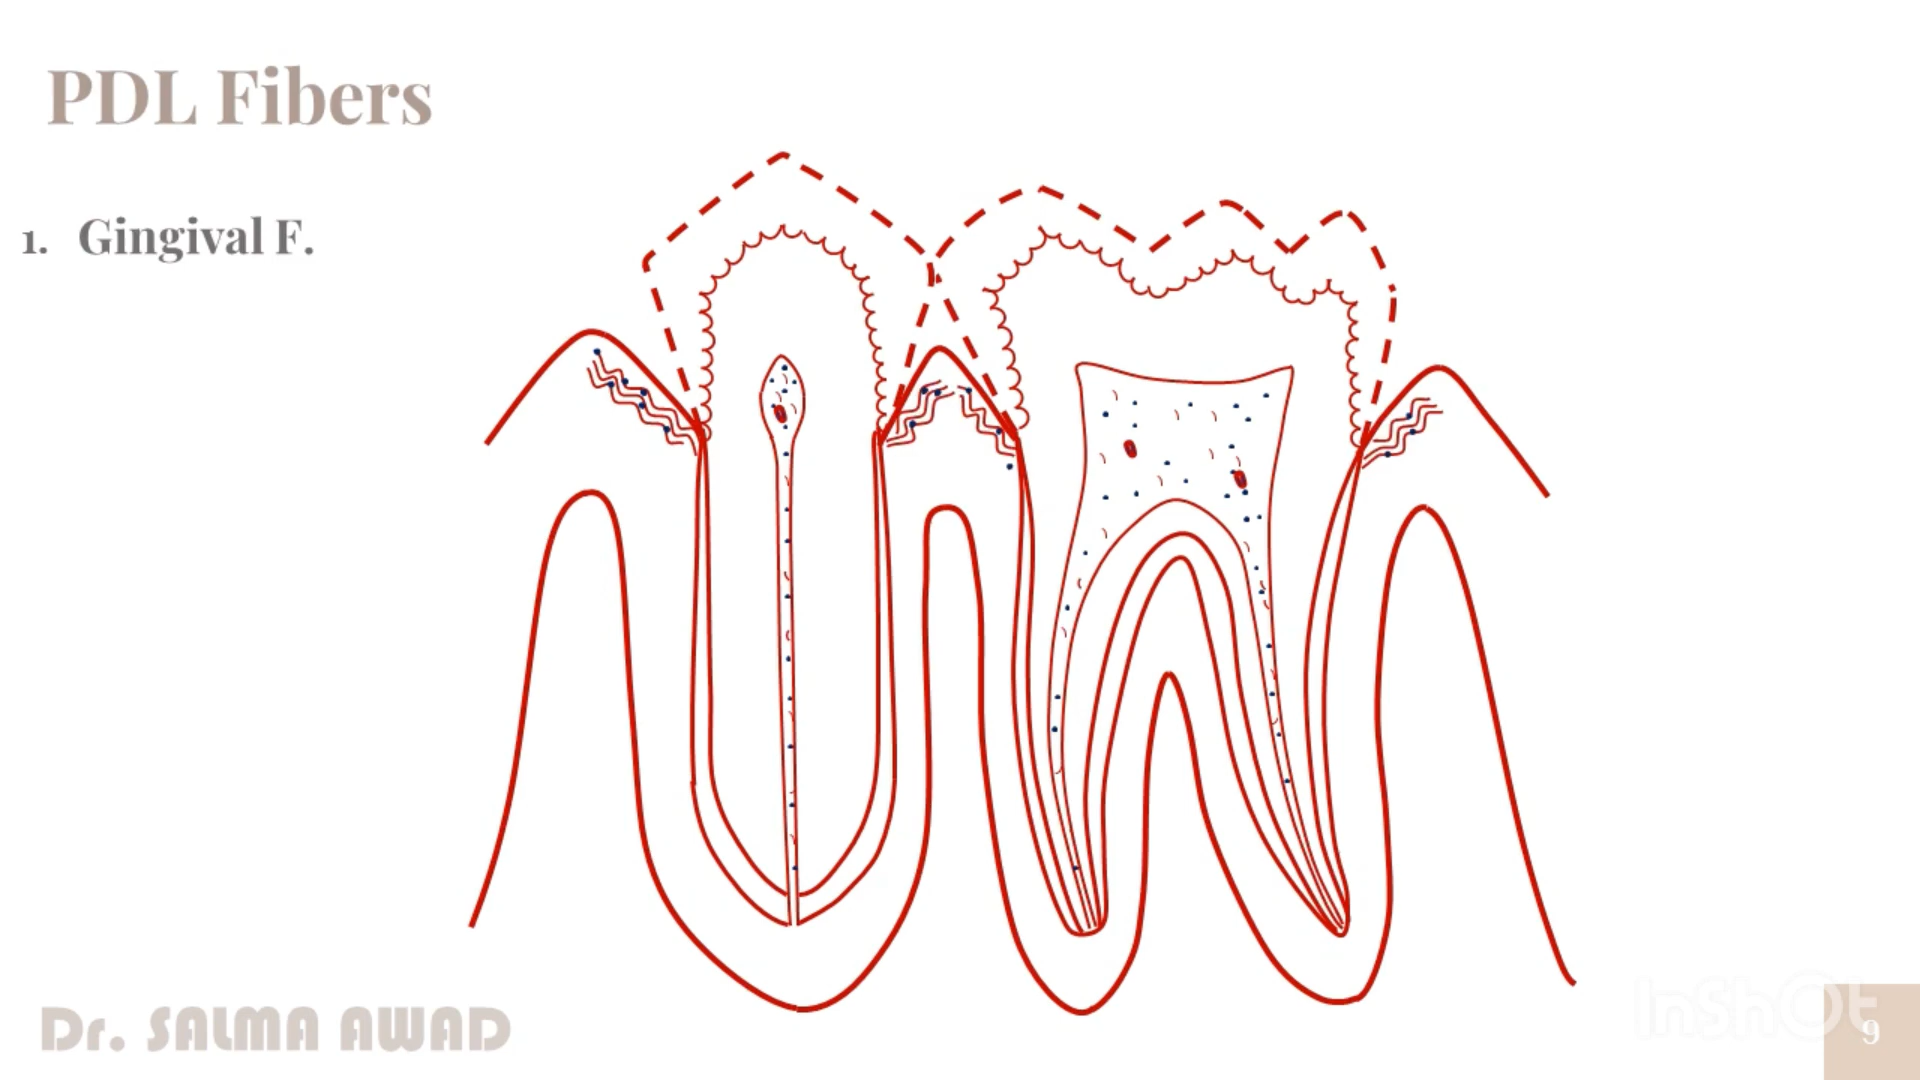 PDL Fibers
1. Gingival F.
Dr. SALMA AWAD
InShOt
9